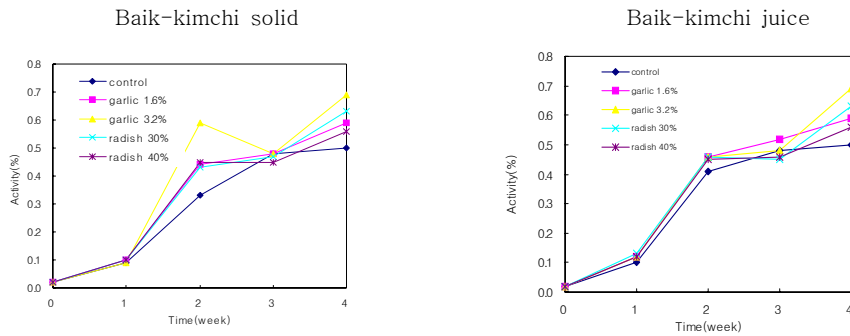 Baik-kimchi solid
0.8
0.7
0.6
0.5
0.4
0.3
0.2
0.1
0.0
Activity(%)
control
garlic 1.6%
garlic 3.2%
radish 30%
radish 40%
0 1 2 3 4
Time(week)
Baik-kimchi juice
0.8
0.7
0.6
0.5
0.4
0.3
0.2
0.1
0.0
Activity(%)
control
garlic 1.6%
garlic 3.2%
radish 30%
radish 40%
0 1 2 3 4
Time(week)